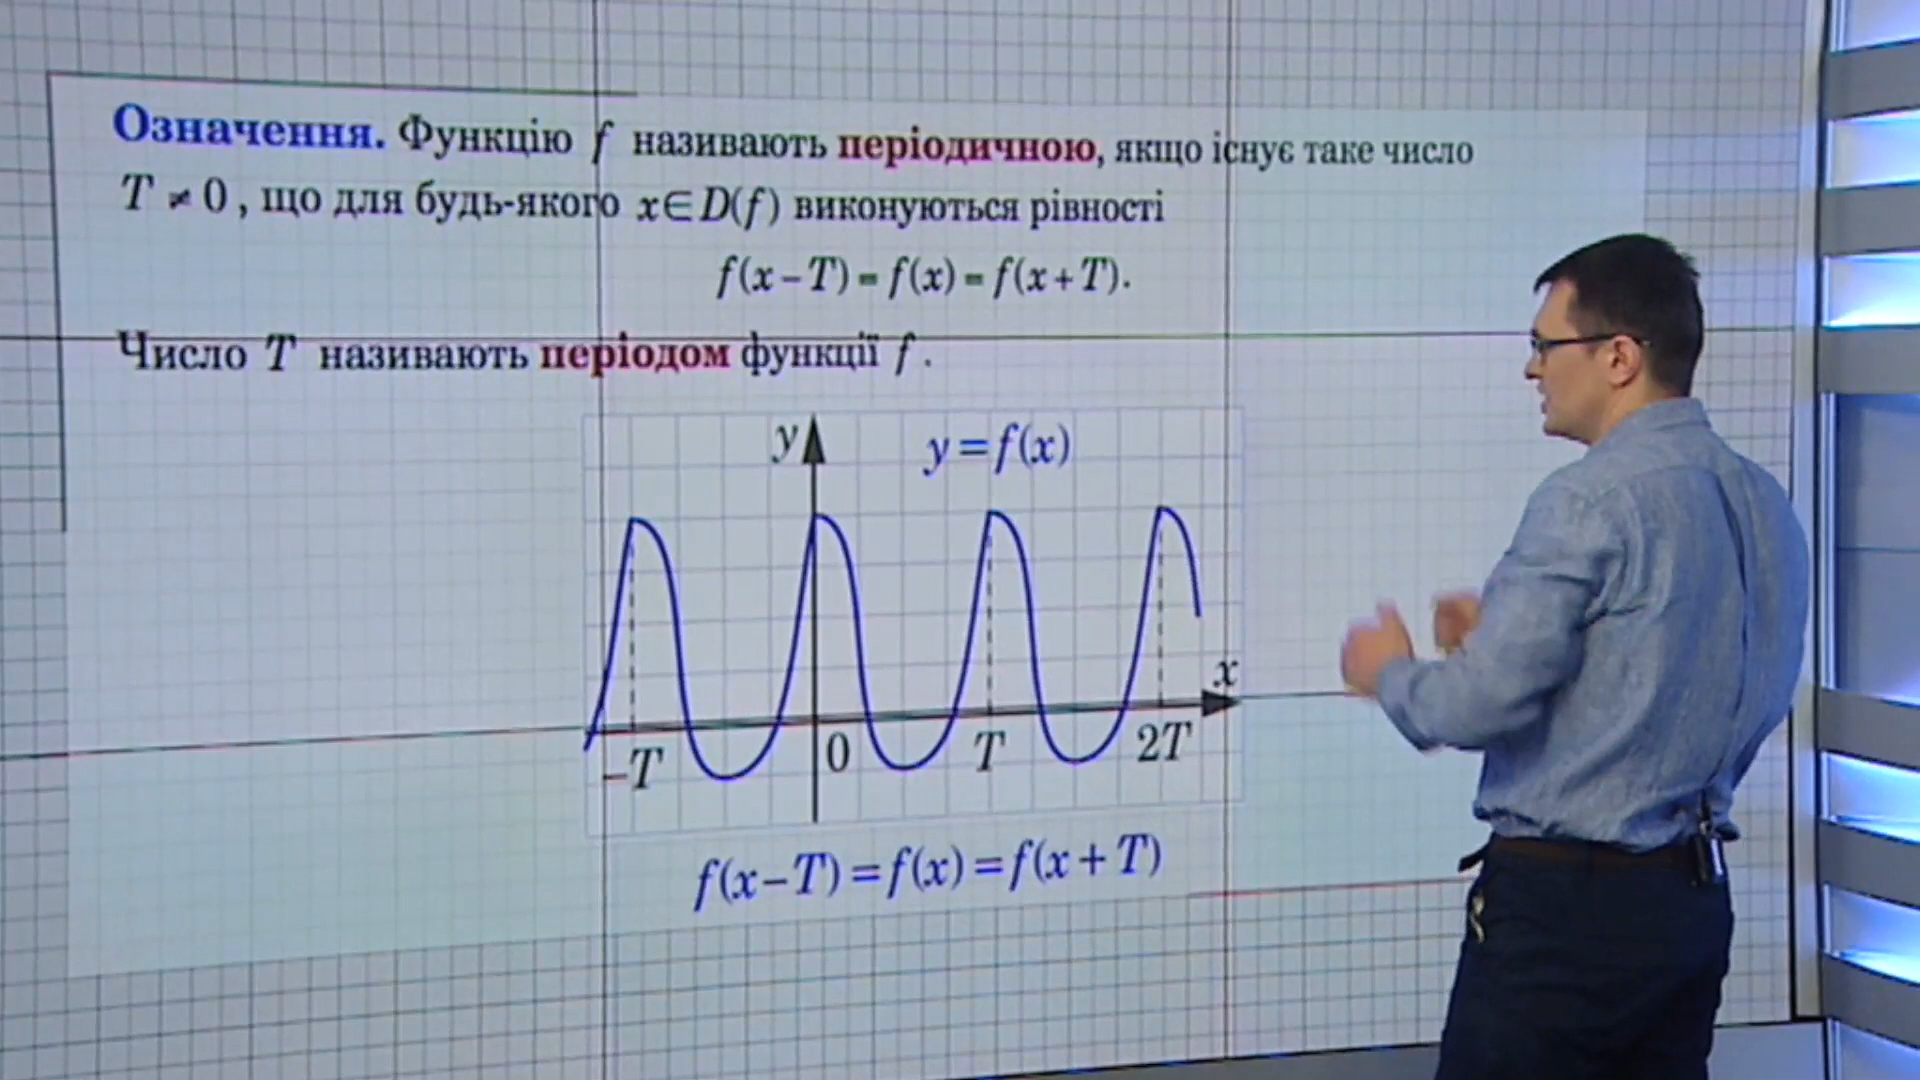 Означення. Функцію f називають періодичною, якщо існує таке число
T ≠ 0, що для будь-якого x∈D(f) виконуються рівності
f(x – T) = f(x) = f(x + T).
Число T називають періодом функції f.
y
y = f(x)
x
–T
0
T
2T
f(x – T) = f(x) = f(x + T)